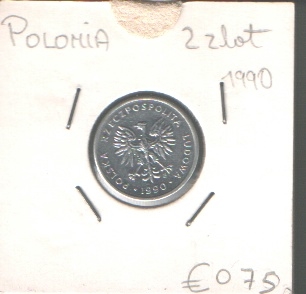 POLONIA 2 zlot
1990
POLSKA RZECZPOSPOLITA LUDOWA
· 1990 ·
€ 0 75